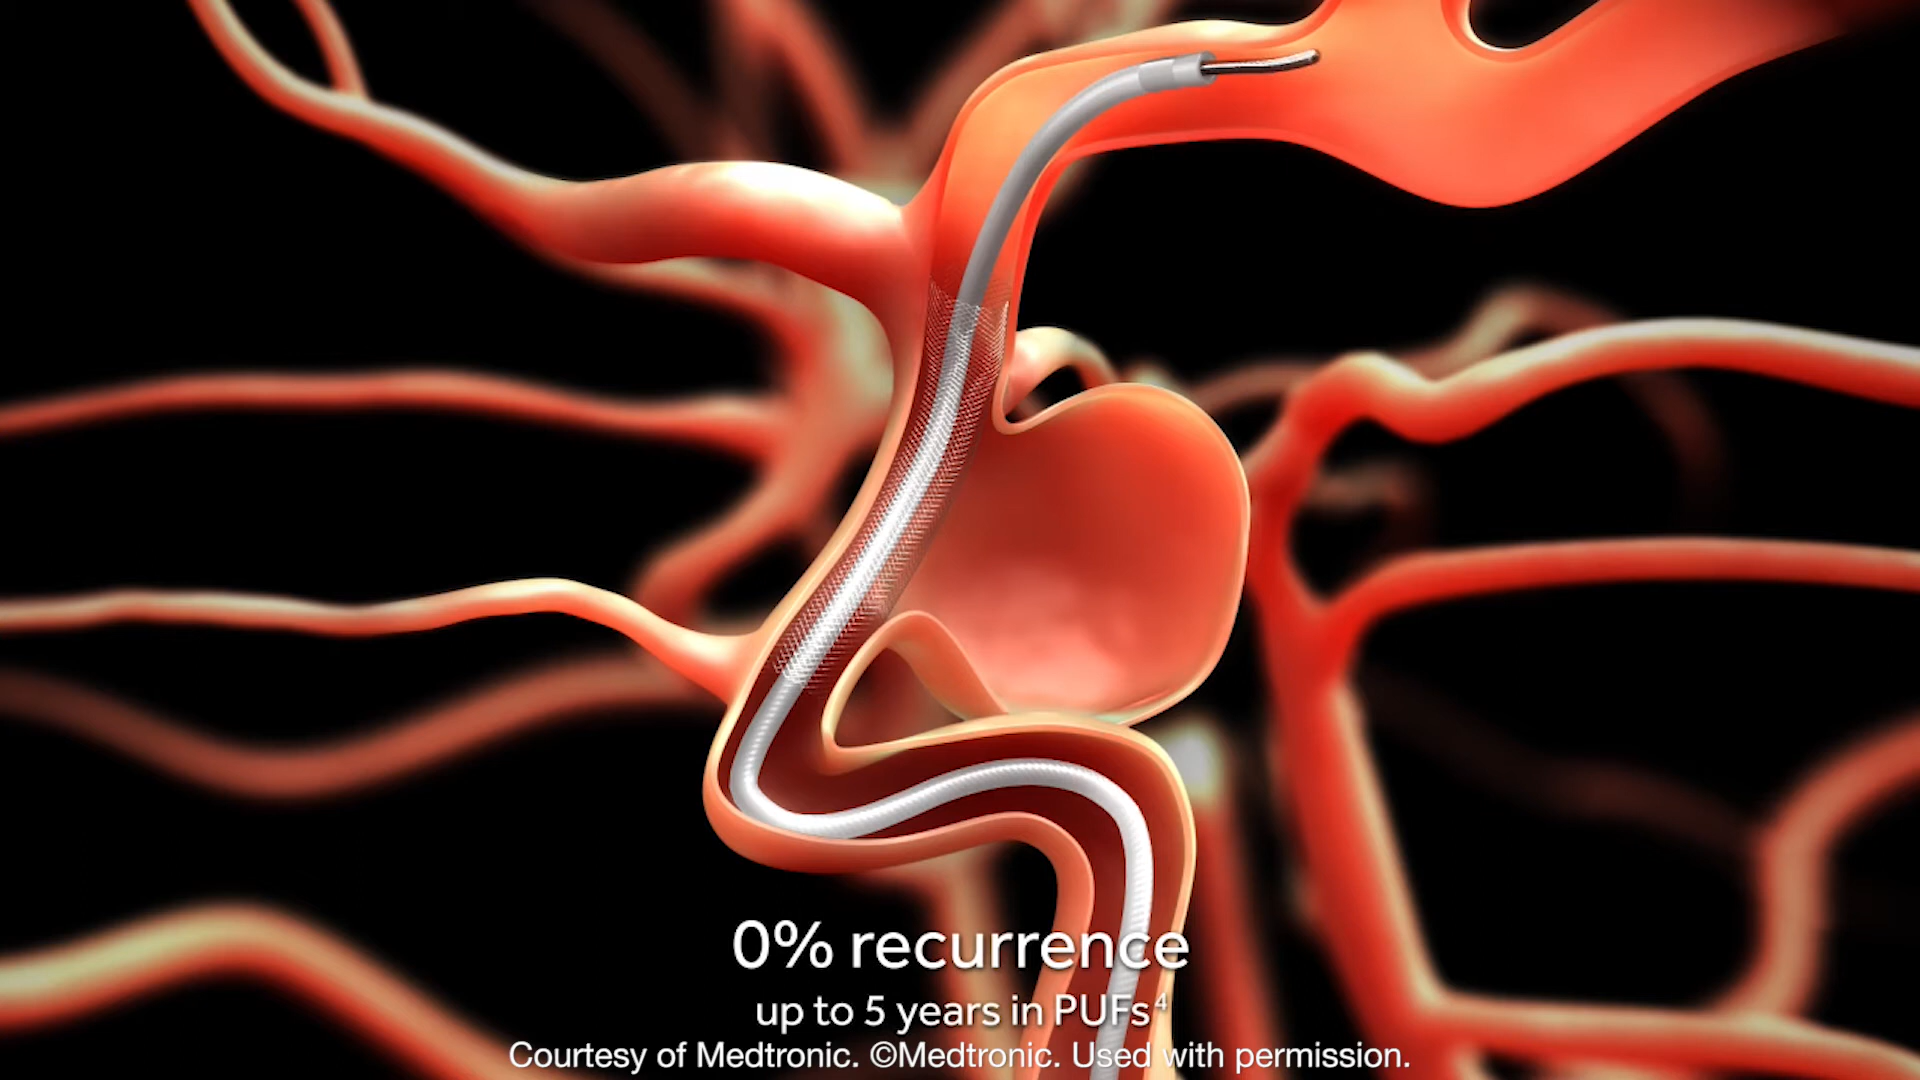 0% recurrence
up to 5 years in PUFs⁴
Courtesy of Medtronic. ©Medtronic. Used with permission.